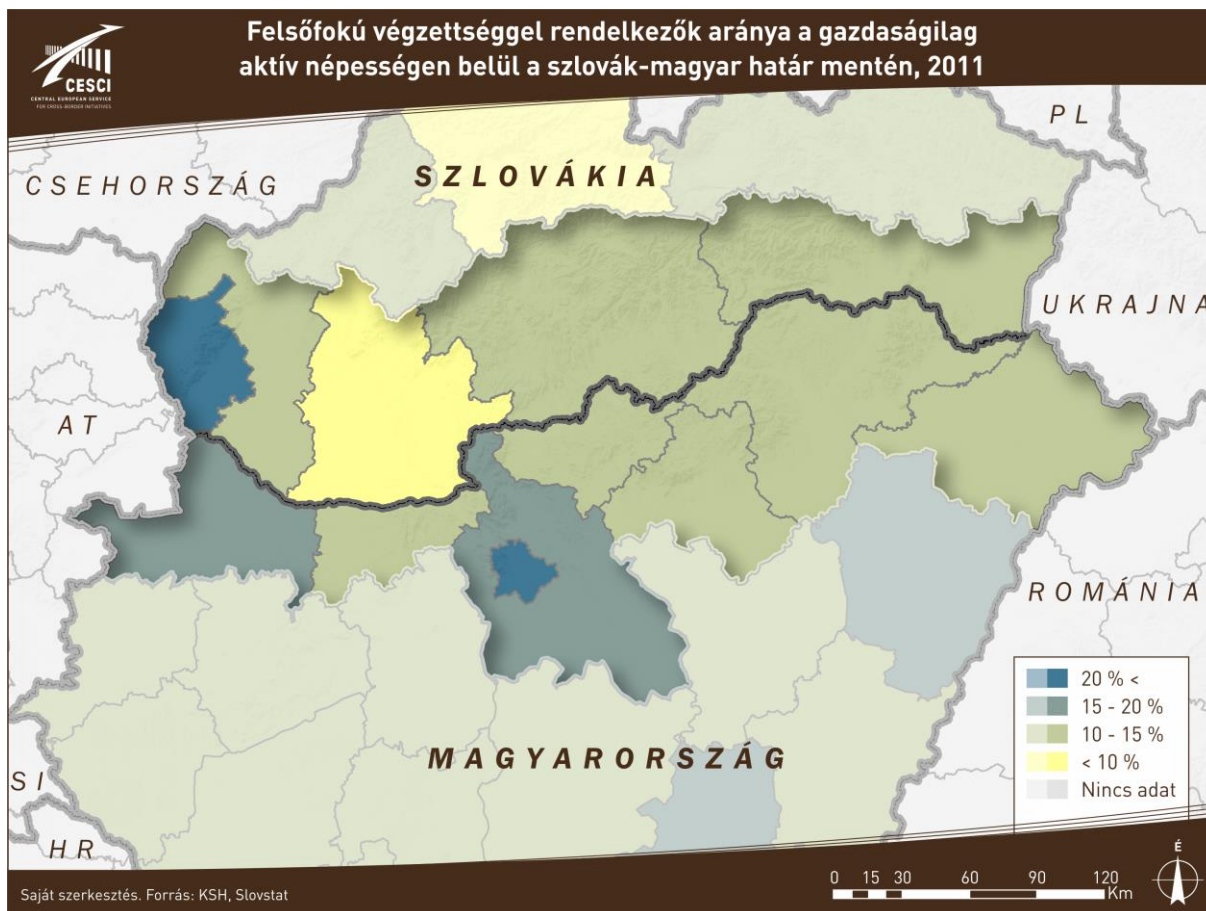 Felsőfokú végzettséggel rendelkezők aránya a gazdaságilag
aktív népességen belül a szlovák-magyar határ mentén, 2011
CESCI
CENTRAL EUROPEAN SERVICE
FOR CROSS-BORDER INITIATIVES
PL
CSEHORSZÁG
SZLOVÁKIA
UKRAJNA
AT
ROMÁNIA
20 % <
15 - 20 %
10 - 15 %
< 10 %
Nincs adat
MAGYARORSZÁG
SI
HR
É
0 15 30 60 90 120
Km
Saját szerkesztés. Forrás: KSH, Slovstat